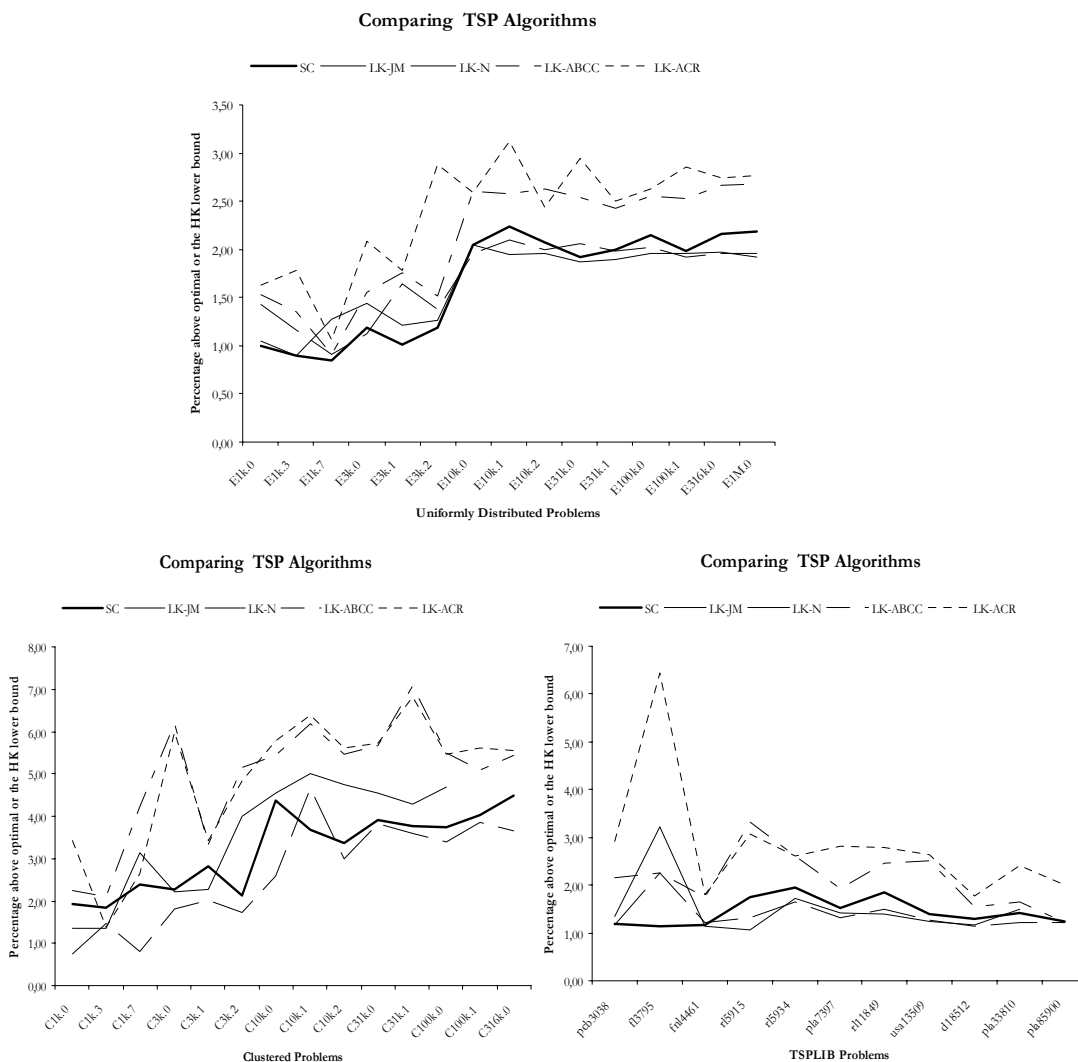 Comparing TSP Algorithms
SC LK-JM LK-N LK-ABCC LK-ACR
Percentage above optimal or the HK lower bound
3,50
3,00
2,50
2,00
1,50
1,00
0,50
0,00
E1k.0 E1k.3 E1k.7 E3k.0 E3k.1 E3k.2 E10k.0 E10k.1 E10k.2 E31k.0 E31k.1 E100k.0 E100k.1 E316k.0 E1M.0
Uniformly Distributed Problems
Comparing TSP Algorithms
SC LK-JM LK-N LK-ABCC LK-ACR
Percentage above optimal or the HK lower bound
8,00
7,00
6,00
5,00
4,00
3,00
2,00
1,00
0,00
C1k.0 C1k.3 C1k.7 C3k.0 C3k.1 C3k.2 C10k.0 C10k.1 C10k.2 C31k.0 C31k.1 C100k.0 C100k.1 C316k.0
Clustered Problems
Comparing TSP Algorithms
SC LK-JM LK-N LK-ABCC LK-ACR
Percentage above optimal or the HK lower bound
7,00
6,00
5,00
4,00
3,00
2,00
1,00
0,00
pcb3038 fl3795 fnl4461 rl5915 rl5934 pla7397 rl11849 usa13509 d18512 pla33810 pla85900
TSPLIB Problems